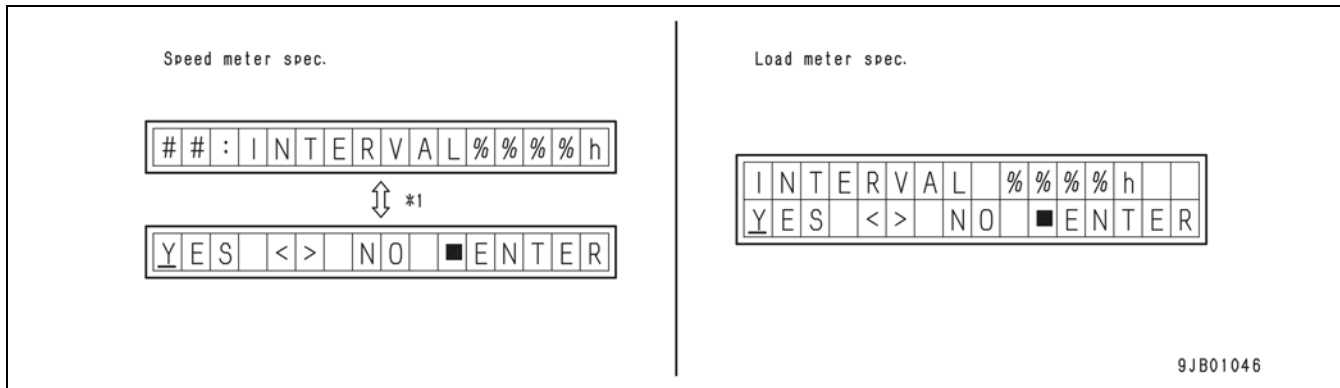 Speed meter spec.
##:INTERVAL%%%%h
*1
YES <> NO ■ENTER
Load meter spec.
INTERVAL %%%%h
YES <> NO ■ENTER
9JB01046